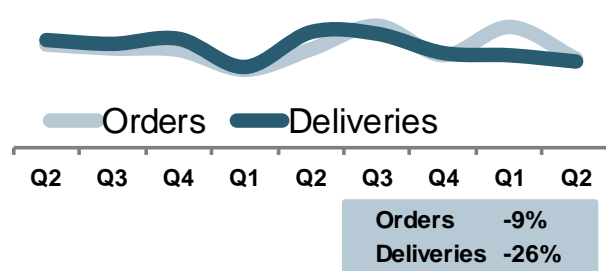 Orders Deliveries
Q2 Q3 Q4 Q1 Q2 Q3 Q4 Q1 Q2
Orders -9%
Deliveries -26%